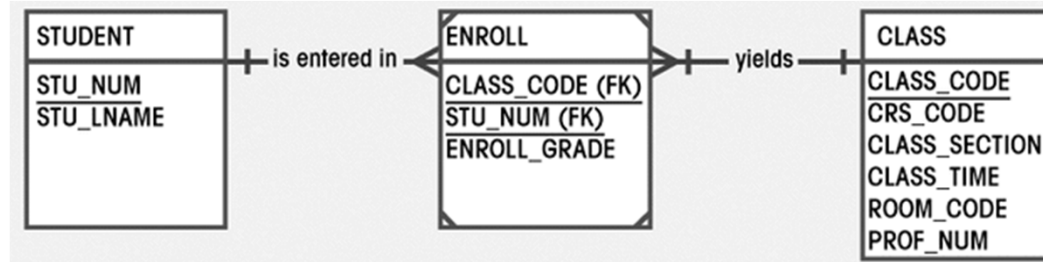 STUDENT
STU_NUM
STU_LNAME
is entered in
ENROLL
CLASS_CODE (FK)
STU_NUM (FK)
ENROLL_GRADE
yields
CLASS
CLASS_CODE
CRS_CODE
CLASS_SECTION
CLASS_TIME
ROOM_CODE
PROF_NUM